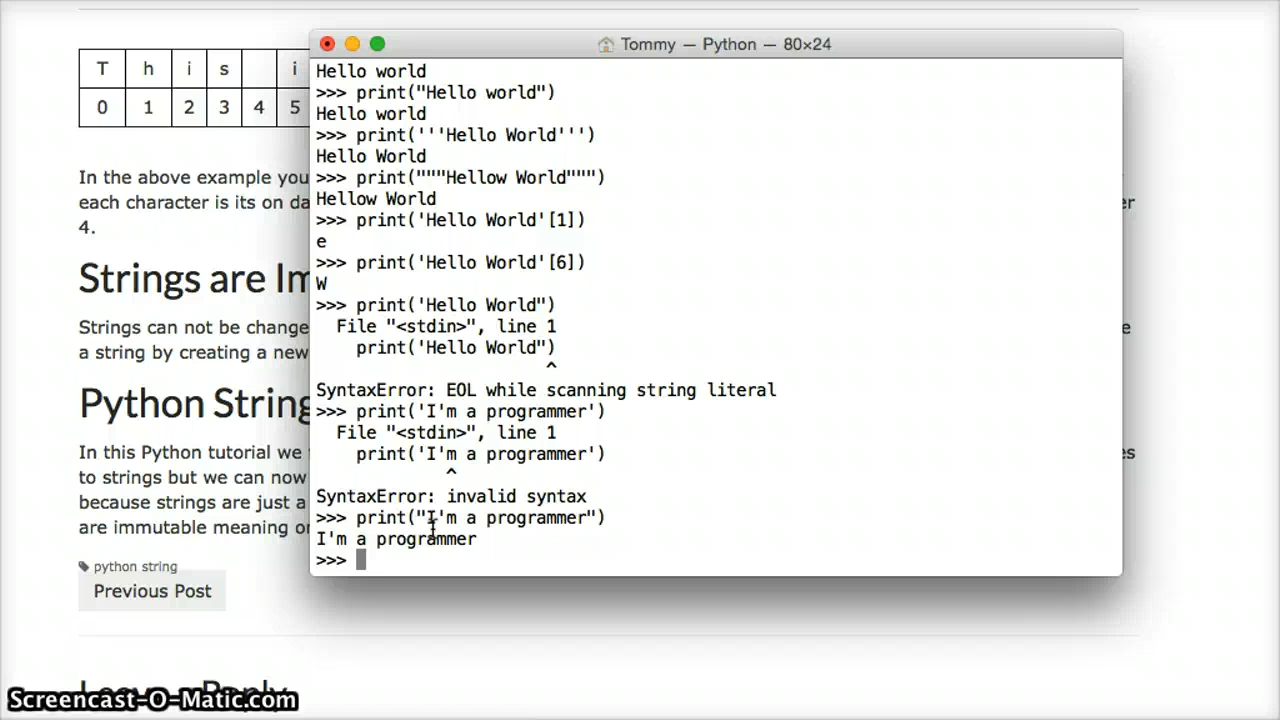 Tommy — Python — 80×24
T h i s i
0 1 2 3 4 5
In the above example you
each character is its on da
er
4.
Strings are Im
Strings can not be change
e
a string by creating a new
Python String
In this Python tutorial we
es
to strings but we can now
because strings are just a
are immutable meaning or
python string
Previous Post
Hello world
>>> print("Hello world")
Hello world
>>> print('''Hello World''')
Hello World
>>> print("""Hellow World""")
Hellow World
>>> print('Hello World'[1])
e
>>> print('Hello World'[6])
W
>>> print('Hello World")
  File "<stdin>", line 1
    print('Hello World")
                       ^
SyntaxError: EOL while scanning string literal
>>> print('I'm a programmer')
  File "<stdin>", line 1
    print('I'm a programmer')
             ^
SyntaxError: invalid syntax
>>> print("I'm a programmer")
I'm a programmer
>>>
Leave a Reply
Screencast-O-Matic.com